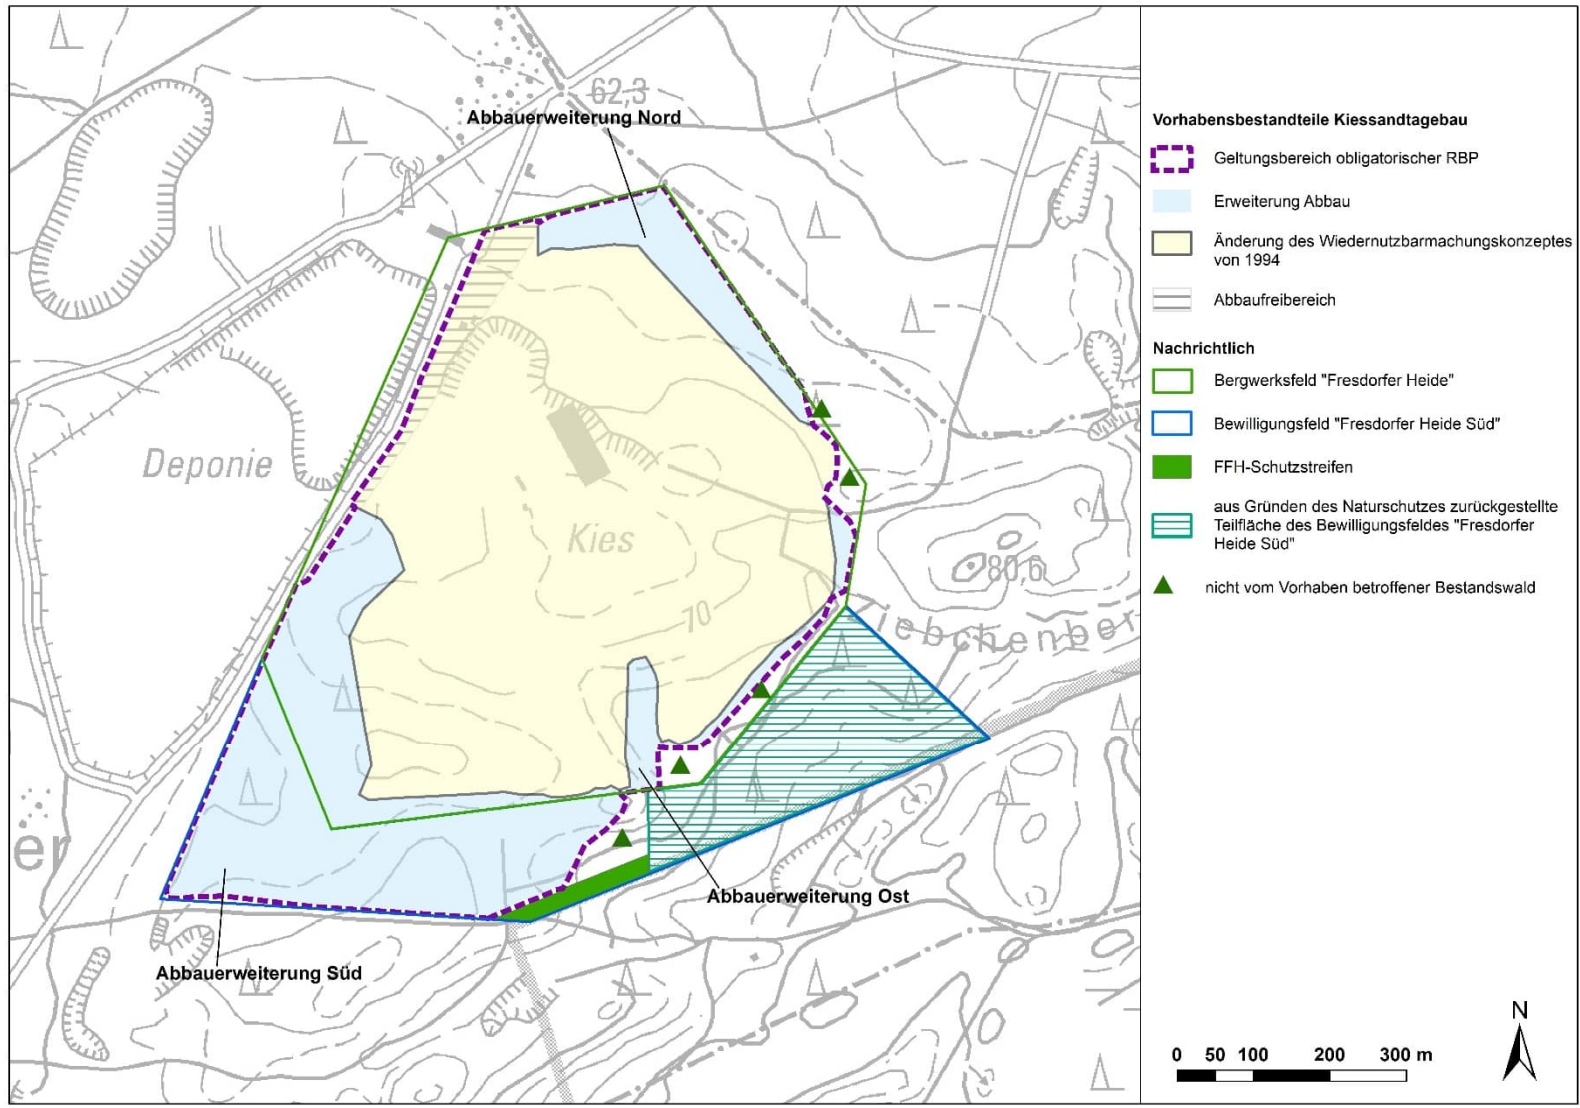 62,3
Abbauerweiterung Nord
Deponie
Kies
80,6
70
Ziebchenber
er
Abbauerweiterung Ost
Abbauerweiterung Süd
Vorhabensbestandteile Kiessandtagebau
Geltungsbereich obligatorischer RBP
Erweiterung Abbau
Änderung des Wiedernutzbarmachungskonzeptes
von 1994
Abbaufreibereich
Nachrichtlich
Bergwerksfeld "Fresdorfer Heide"
Bewilligungsfeld "Fresdorfer Heide Süd"
FFH-Schutzstreifen
aus Gründen des Naturschutzes zurückgestellte
Teilfläche des Bewilligungsfeldes "Fresdorfer
Heide Süd"
nicht vom Vorhaben betroffener Bestandswald
N
0 50 100 200 300 m